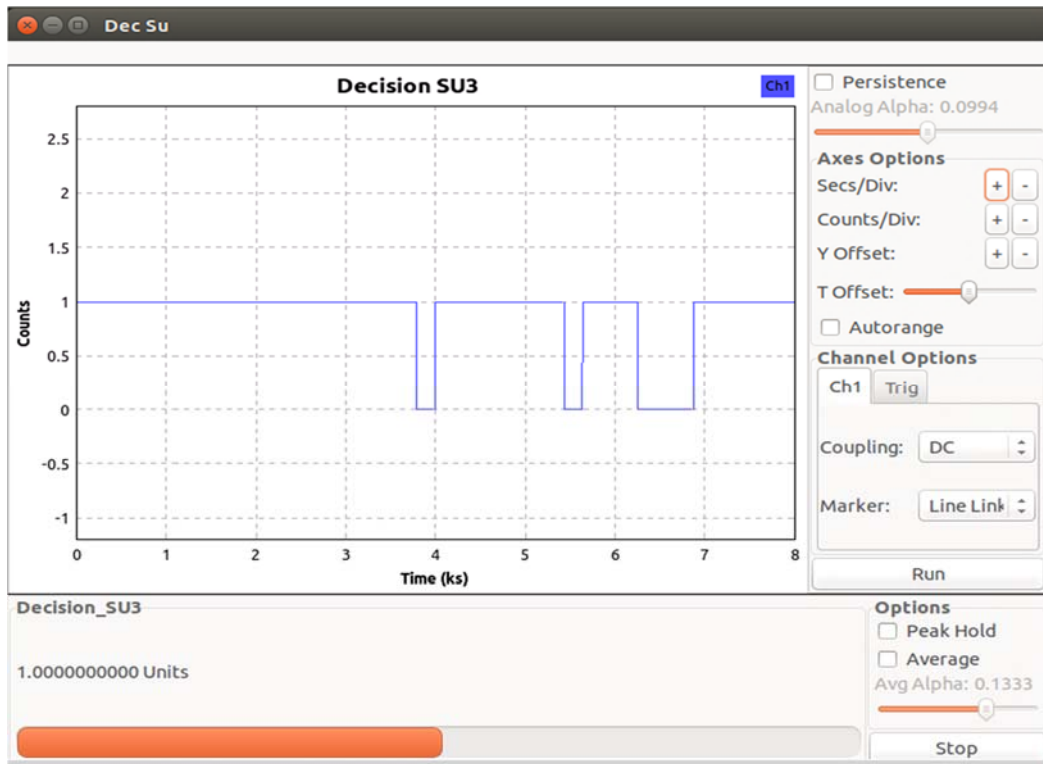 Dec Su
Decision SU3
Ch1
2.5
2
1.5
1
0.5
0
-0.5
-1
Counts
0 1 2 3 4 5 6 7 8
Time (ks)
Persistence
Analog Alpha: 0.0994
Axes Options
Secs/Div: + -
Counts/Div: + -
Y Offset: + -
T Offset:
Autorange
Channel Options
Ch1 Trig
Coupling: DC
Marker: Line Link
Run
Decision_SU3
1.0000000000 Units
Options
Peak Hold
Average
Avg Alpha: 0.1333
Stop